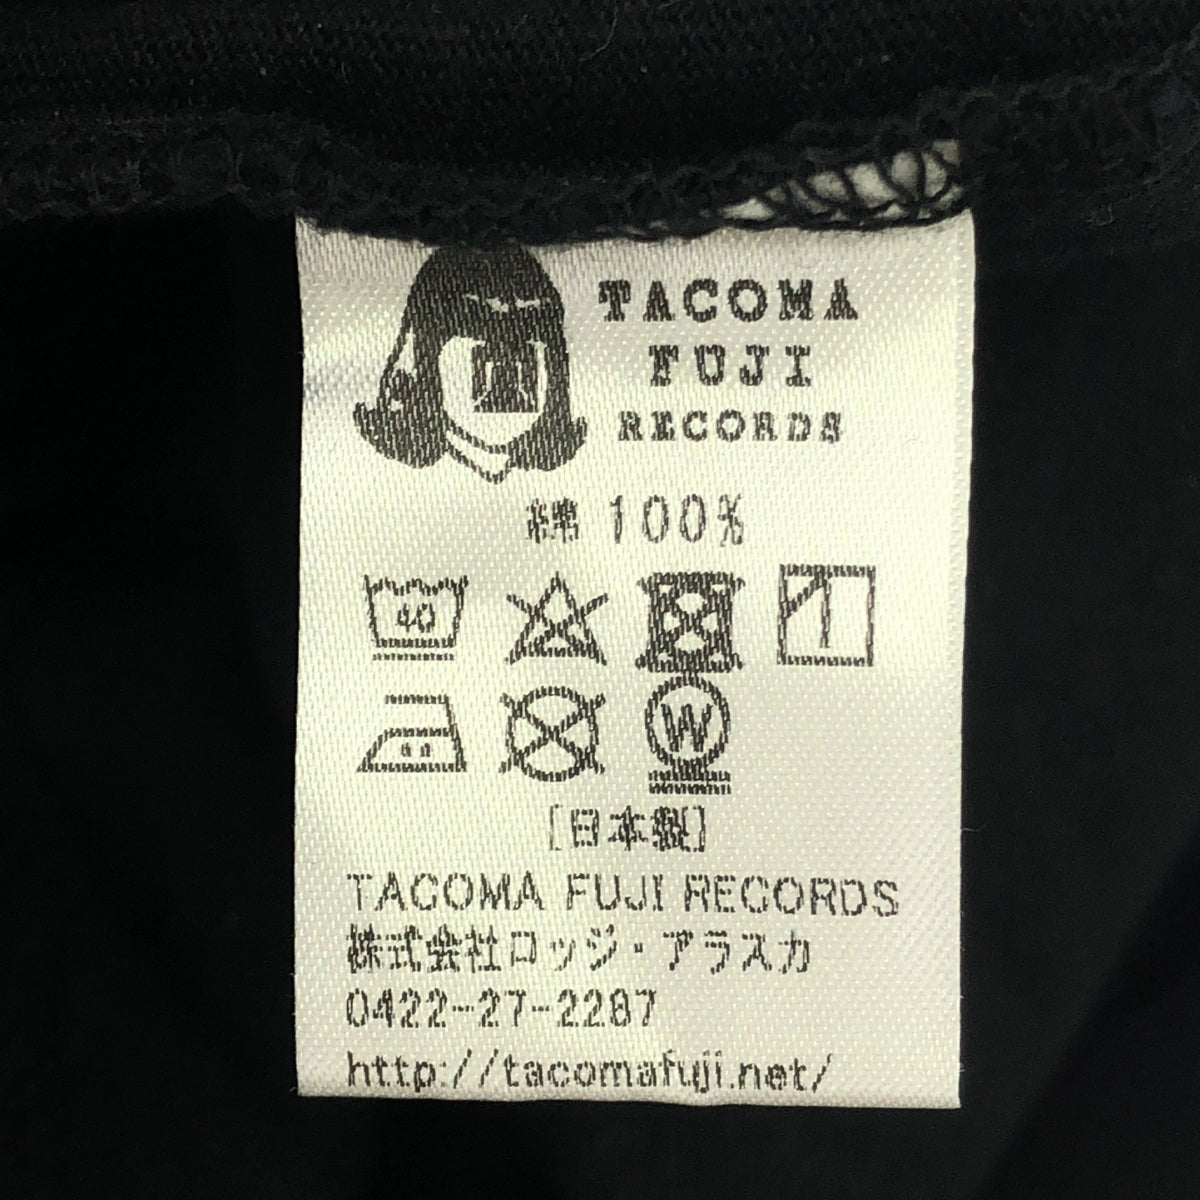 TACOMA
FUJI
RECORDS
綿 100%
40
W
[日本製]
TACOMA FUJI RECORDS
株式会社ロッジ・アラスカ
0422-27-2287
http://tacomafuji.net/